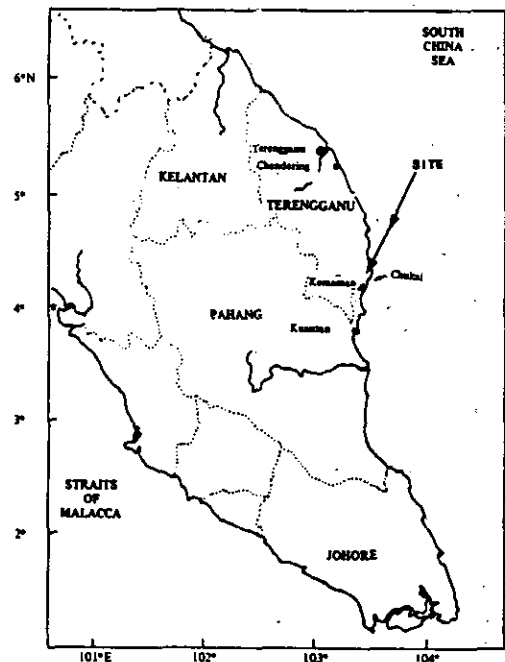 SOUTH
CHINA
SEA
6°N
Terengganu
Chendering
KELANTAN
SITE
5°
TERENGGANU
Kemaman
Chukai
4°
PAHANG
Kuantan
3°
STRAITS
OF
MALACCA
2°
JOHORE
101°E
102°
103°
104°